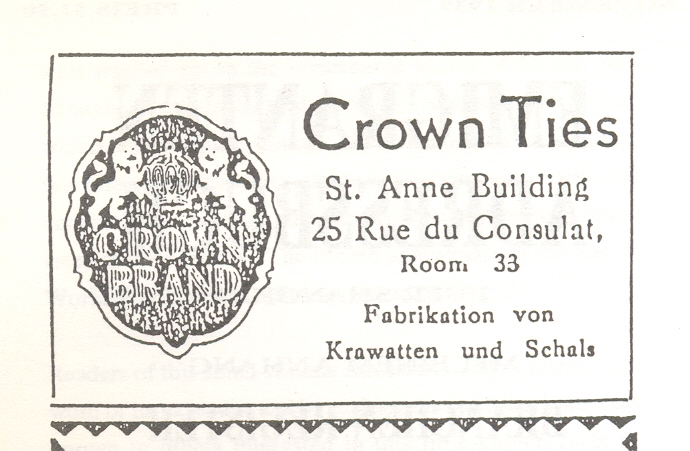 Crown Ties
St. Anne Building
25 Rue du Consulat,
Room 33
Fabrikation von
Krawatten und Schals
CROWN
BRAND